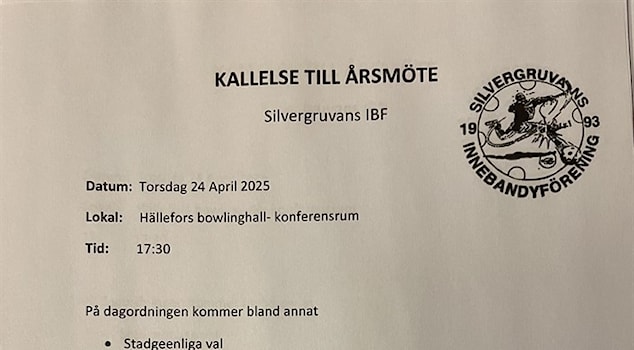 KALLELSE TILL ÅRSMÖTE
Silvergruvans IBF
SILVERGRUVANS
19 93
INNEBANDYFÖRENING
Datum: Torsdag 24 April 2025
Lokal: Hällefors bowlinghall- konferensrum
Tid: 17:30
På dagordningen kommer bland annat
• Stadgeenliga val